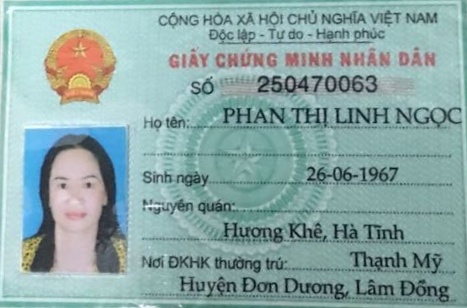 CỘNG HÒA XÃ HỘI CHỦ NGHĨA VIỆT NAM
Độc lập - Tự do - Hạnh phúc
GIẤY CHỨNG MINH NHÂN DÂN
SỐ 250470063
Họ tên: PHAN THỊ LINH NGỌC
Sinh ngày 26-06-1967
Nguyên quán:
Hương Khê, Hà Tĩnh
Nơi ĐKHK thường trú: Thạnh Mỹ
Huyện Đơn Dương, Lâm Đồng